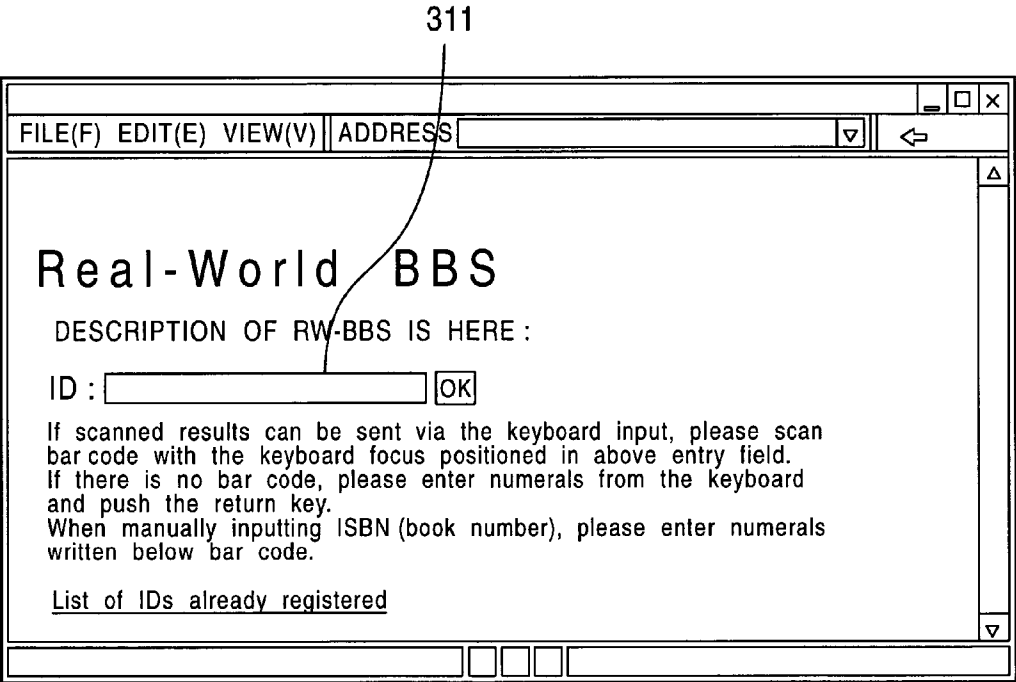 311
FILE(F) EDIT(E) VIEW(V) ADDRESS
Real-World BBS
DESCRIPTION OF RW-BBS IS HERE :
ID : OK
If scanned results can be sent via the keyboard input, please scan
bar code with the keyboard focus positioned in above entry field.
If there is no bar code, please enter numerals from the keyboard
and push the return key.
When manually inputting ISBN (book number), please enter numerals
written below bar code.
List of IDs already registered